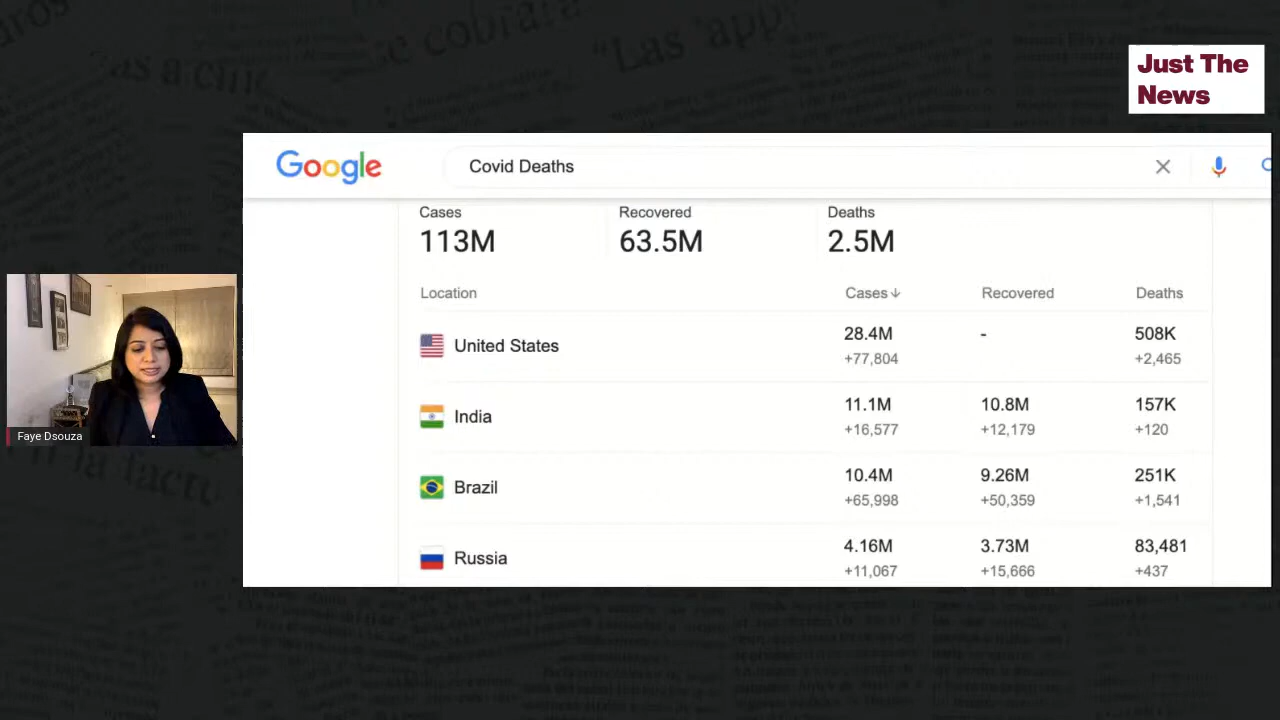 Just The
News
Google
Covid Deaths
Cases Recovered Deaths
113M 63.5M 2.5M
Location Cases↓ Recovered Deaths
United States 28.4M - 508K
+77,804 +2,465
India 11.1M 10.8M 157K
+16,577 +12,179 +120
Brazil 10.4M 9.26M 251K
+65,998 +50,359 +1,541
Russia 4.16M 3.73M 83,481
+11,067 +15,666 +437
Faye Dsouza
"Las 'app